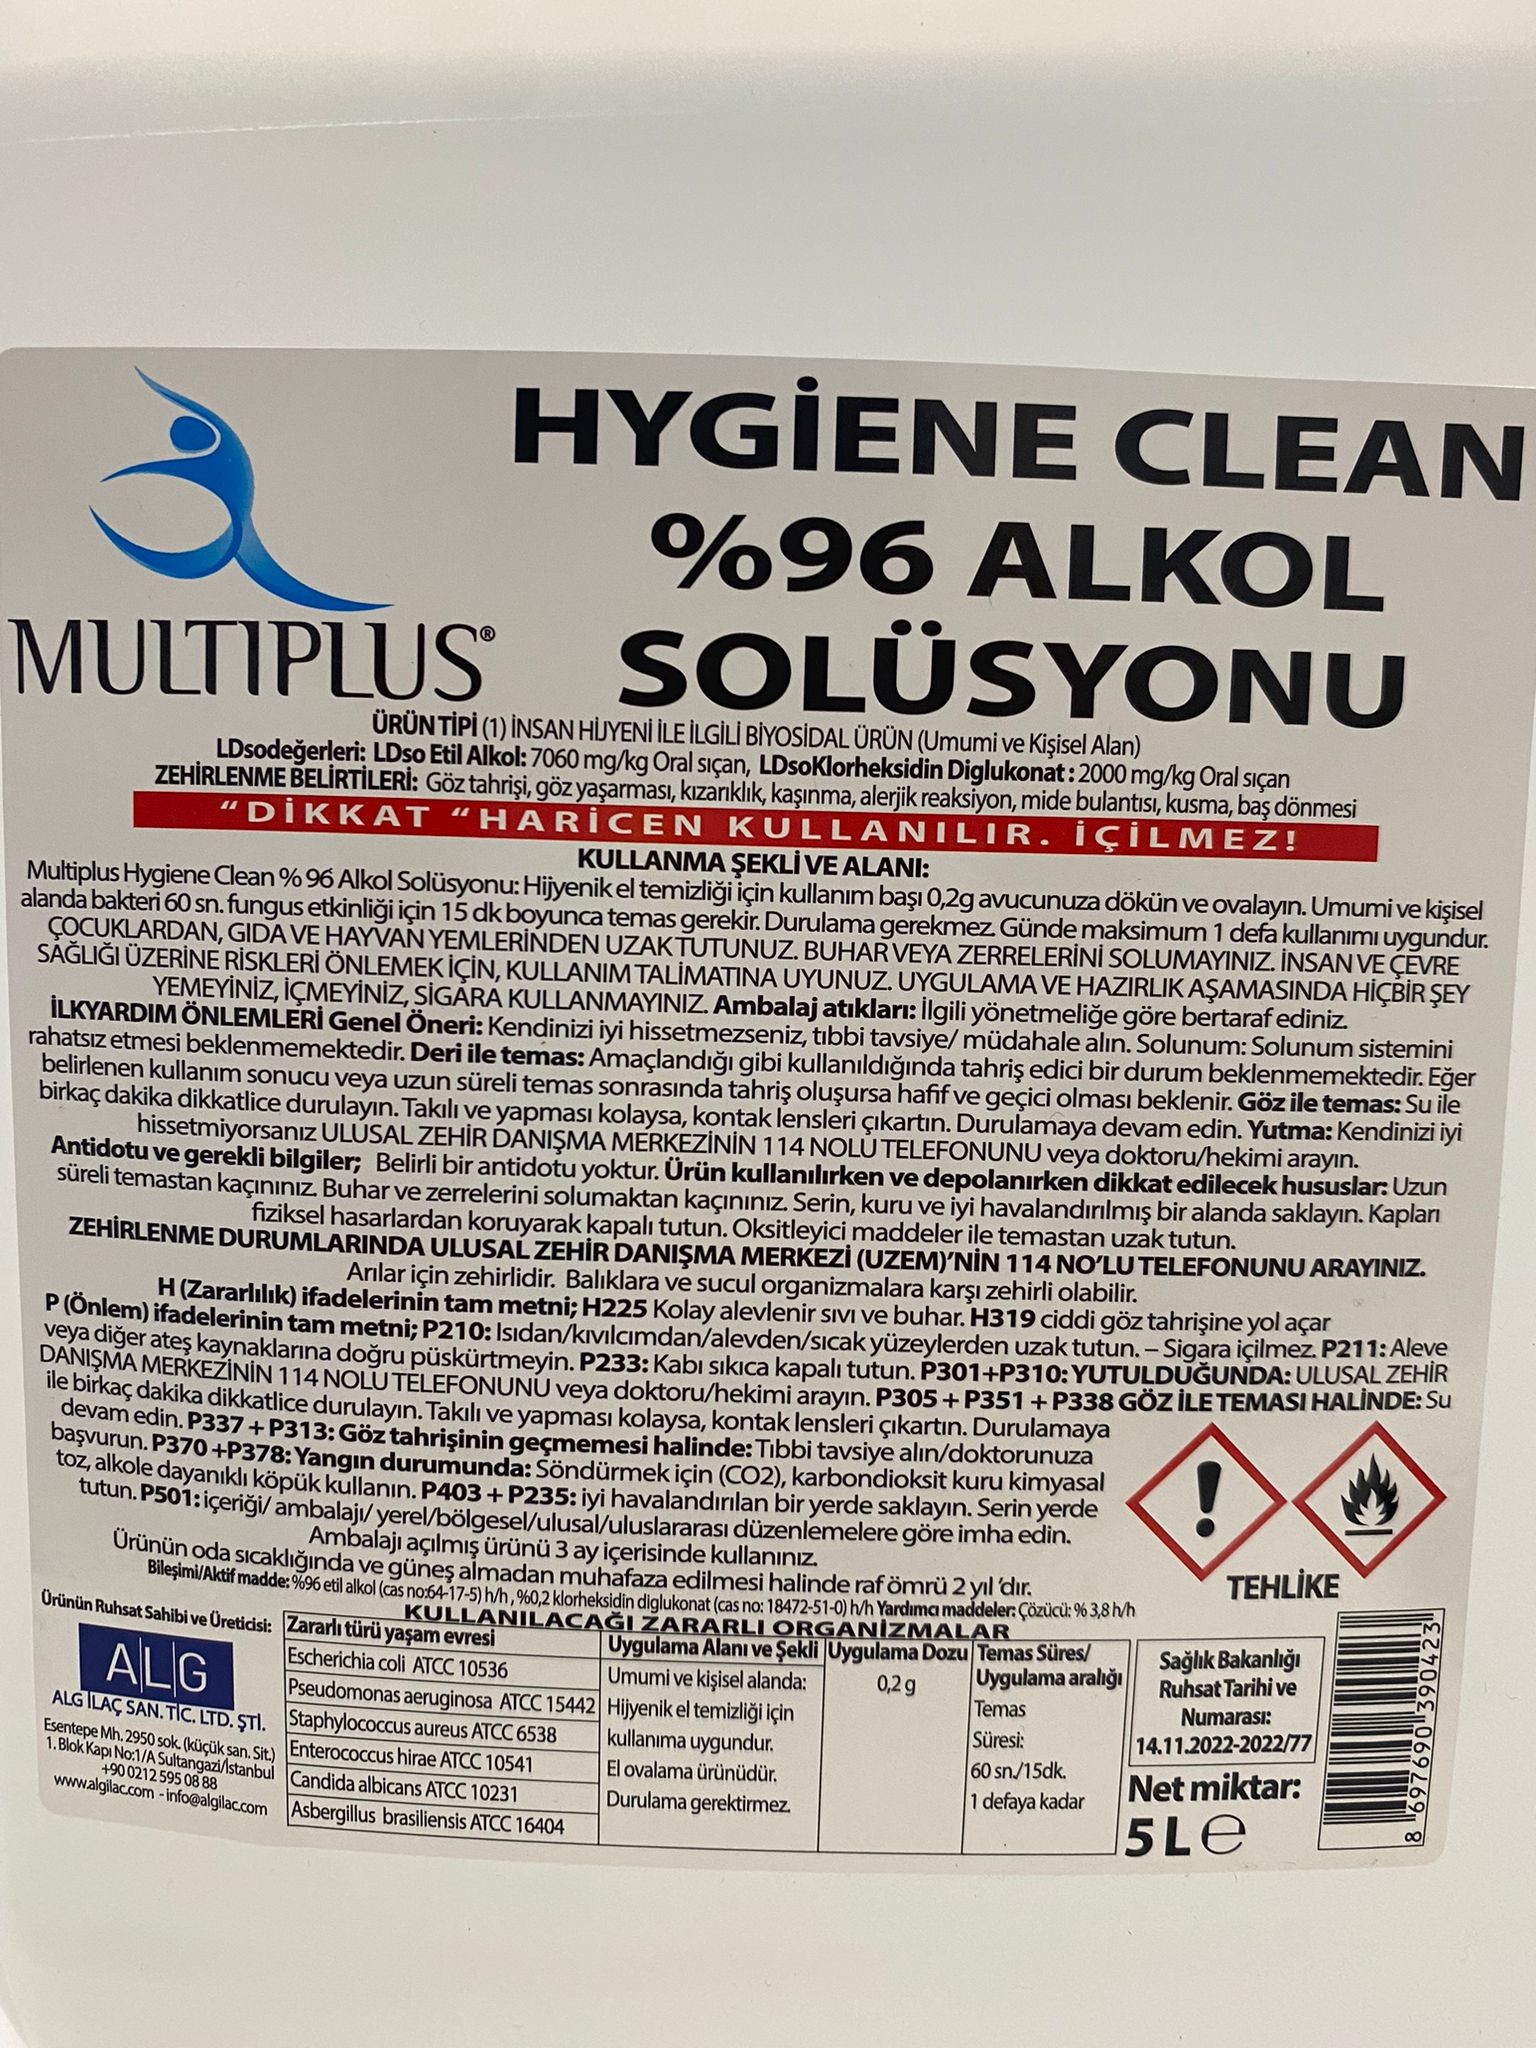 HYGİENE CLEAN
%96 ALKOL
SOLÜSYONU
MULTIPLUS®
ÜRÜN TİPİ (1) İNSAN HİJYENİ İLE İLGİLİ BİYOSİDAL ÜRÜN (Umumi ve Kişisel Alan)
LDsodeğerleri: LDso Etil Alkol: 7060 mg/kg Oral sıçan, LDsoKlorheksidin Diglukonat : 2000 mg/kg Oral sıçan
ZEHİRLENME BELİRTİLERİ: Göz tahrişi, göz yaşarması, kızarıklık, kaşınma, alerjik reaksiyon, mide bulantısı, kusma, baş dönmesi
“DİKKAT “HARİCEN KULLANILIR. İÇİLMEZ!
KULLANMA ŞEKLİ VE ALANI:
Multiplus Hygiene Clean % 96 Alkol Solüsyonu: Hijyenik el temizliği için kullanım başı 0,2g avucunuza dökün ve ovalayın. Umumi ve kişisel
alanda bakteri 60 sn. fungus etkinliği için 15 dk boyunca temas gerekir. Durulama gerekmez. Günde maksimum 1 defa kullanımı uygundur.
ÇOCUKLARDAN, GIDA VE HAYVAN YEMLERİNDEN UZAK TUTUNUZ. BUHAR VEYA ZERRELERİNİ SOLUMAYINIZ. İNSAN VE ÇEVRE
SAĞLIĞI ÜZERİNE RİSKLERİ ÖNLEMEK İÇİN, KULLANIM TALİMATINA UYUNUZ. UYGULAMA VE HAZIRLIK AŞAMASINDA HİÇBİR ŞEY
YEMEYİNİZ, İÇMEYİNİZ, SİGARA KULLANMAYINIZ. Ambalaj atıkları: İlgili yönetmeliğe göre bertaraf ediniz.
İLKYARDIM ÖNLEMLERİ Genel Öneri: Kendinizi iyi hissetmezseniz, tıbbi tavsiye/ müdahale alın. Solunum: Solunum sistemini
rahatsız etmesi beklenmemektedir. Deri ile temas: Amaçlandığı gibi kullanıldığında tahriş edici bir durum beklenmemektedir. Eğer
belirlenen kullanım sonucu veya uzun süreli temas sonrasında tahriş oluşursa hafif ve geçici olması beklenir. Göz ile temas: Su ile
birkaç dakika dikkatlice durulayın. Takılı ve yapması kolaysa, kontak lensleri çıkartın. Durulamaya devam edin. Yutma: Kendinizi iyi
hissetmiyorsanız ULUSAL ZEHİR DANIŞMA MERKEZİNİN 114 NOLU TELEFONUNU veya doktoru/hekimi arayın.
Antidotu ve gerekli bilgiler; Belirli bir antidotu yoktur. Ürün kullanılırken ve depolanırken dikkat edilecek hususlar: Uzun
süreli temastan kaçınınız. Buhar ve zerrelerini solumaktan kaçınınız. Serin, kuru ve iyi havalandırılmış bir alanda saklayın. Kapları
fiziksel hasarlardan koruyarak kapalı tutun. Oksitleyici maddeler ile temastan uzak tutun.
ZEHİRLENME DURUMLARINDA ULUSAL ZEHİR DANIŞMA MERKEZİ (UZEM)’NİN 114 NO’LU TELEFONUNU ARAYINIZ.
Arılar için zehirlidir. Balıklara ve sucul organizmalara karşı zehirli olabilir.
H (Zararlılık) ifadelerinin tam metni; H225 Kolay alevlenir sıvı ve buhar. H319 ciddi göz tahrişine yol açar
P (Önlem) ifadelerinin tam metni; P210: Isıdan/kıvılcımdan/alevden/sıcak yüzeylerden uzak tutun. – Sigara içilmez. P211: Aleve
veya diğer ateş kaynaklarına doğru püskürtmeyin. P233: Kabı sıkıca kapalı tutun. P301+P310: YUTULDUĞUNDA: ULUSAL ZEHİR
DANIŞMA MERKEZİNİN 114 NOLU TELEFONUNU veya doktoru/hekimi arayın. P305 + P351 + P338 GÖZ İLE TEMASI HALİNDE: Su
ile birkaç dakika dikkatlice durulayın. Takılı ve yapması kolaysa, kontak lensleri çıkartın. Durulamaya
devam edin. P337 + P313: Göz tahrişinin geçmemesi halinde: Tıbbi tavsiye alın/doktorunuza
başvurun. P370 +P378: Yangın durumunda: Söndürmek için (CO2), karbondioksit kuru kimyasal
toz, alkole dayanıklı köpük kullanın. P403 + P235: iyi havalandırılan bir yerde saklayın. Serin yerde
tutun. P501: içeriği/ ambalajı/ yerel/bölgesel/ulusal/uluslararası düzenlemelere göre imha edin.
Ambalajı açılmış ürünü 3 ay içerisinde kullanınız.
Ürünün oda sıcaklığında ve güneş almadan muhafaza edilmesi halinde raf ömrü 2 yıl ’dır.
Bileşimi/Aktif madde: %96 etil alkol (cas no:64-17-5) h/h , %0,2 klorheksidin diglukonat (cas no: 18472-51-0) h/h Yardımcı maddeler: Çözücü: % 3,8 h/h
TEHLİKE
Ürünün Ruhsat Sahibi ve Üreticisi:
ALG
ALG İLAÇ SAN. TİC. LTD. ŞTİ.
Esentepe Mh. 2950 sok. (küçük san. Sit.)
1. Blok Kapı No:1/A Sultangazi/İstanbul
+90 0212 595 08 88
www.algilac.com - info@algilac.com
KULLANILACAĞI ZARARLI ORGANİZMALAR
Zararlı türü yaşam evresi
Escherichia coli ATCC 10536
Pseudomonas aeruginosa ATCC 15442
Staphylococcus aureus ATCC 6538
Enterococcus hirae ATCC 10541
Candida albicans ATCC 10231
Asbergillus brasiliensis ATCC 16404
Uygulama Alanı ve Şekli
Umumi ve kişisel alanda:
Hijyenik el temizliği için
kullanıma uygundur.
El ovalama ürünüdür.
Durulama gerektirmez.
Uygulama Dozu
0,2 g
Temas Süres/
Uygulama aralığı
Temas
Süresi:
60 sn./15dk.
1 defaya kadar
Sağlık Bakanlığı
Ruhsat Tarihi ve
Numarası:
14.11.2022-2022/77
Net miktar:
5 L e
8 697690 390423